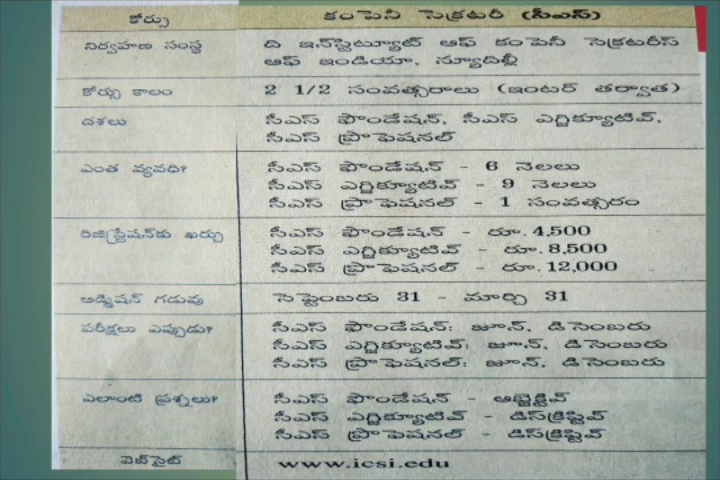 కోర్సు కంపెనీ సెక్రటరీ (సీఎస్)
నిర్వహణ సంస్థ ది ఇన్‌స్టిట్యూట్ ఆఫ్ కంపెనీ సెక్రటరీస్
ఆఫ్ ఇండియా, న్యూఢిల్లీ
కోర్సు కాలం 2 1/2 సంవత్సరాలు (ఇంటర్ తర్వాత)
దశలు సీఎస్ ఫౌండేషన్, సీఎస్ ఎగ్జిక్యూటివ్,
సీఎస్ ప్రొఫెషనల్
ఎంత వ్యవధి? సీఎస్ ఫౌండేషన్ - 6 నెలలు
సీఎస్ ఎగ్జిక్యూటివ్ - 9 నెలలు
సీఎస్ ప్రొఫెషనల్ - 1 సంవత్సరం
రిజిస్ట్రేషన్‌కు ఖర్చు సీఎస్ ఫౌండేషన్ - రూ. 4,500
సీఎస్ ఎగ్జిక్యూటివ్ - రూ. 8,500
సీఎస్ ప్రొఫెషనల్ - రూ. 12,000
అడ్మిషన్ గడువు సెప్టెంబరు 31 - మార్చి 31
పరీక్షలు ఎప్పుడు? సీఎస్ ఫౌండేషన్: జూన్, డిసెంబరు
సీఎస్ ఎగ్జిక్యూటివ్: జూన్, డిసెంబరు
సీఎస్ ప్రొఫెషనల్: జూన్, డిసెంబరు
ఎలాంటి ప్రశ్నలు? సీఎస్ ఫౌండేషన్ - ఆబ్జెక్టివ్
సీఎస్ ఎగ్జిక్యూటివ్ - డిస్‌క్రిప్టివ్
సీఎస్ ప్రొఫెషనల్ - డిస్‌క్రిప్టివ్
వెబ్‌సైట్ www.icsi.edu